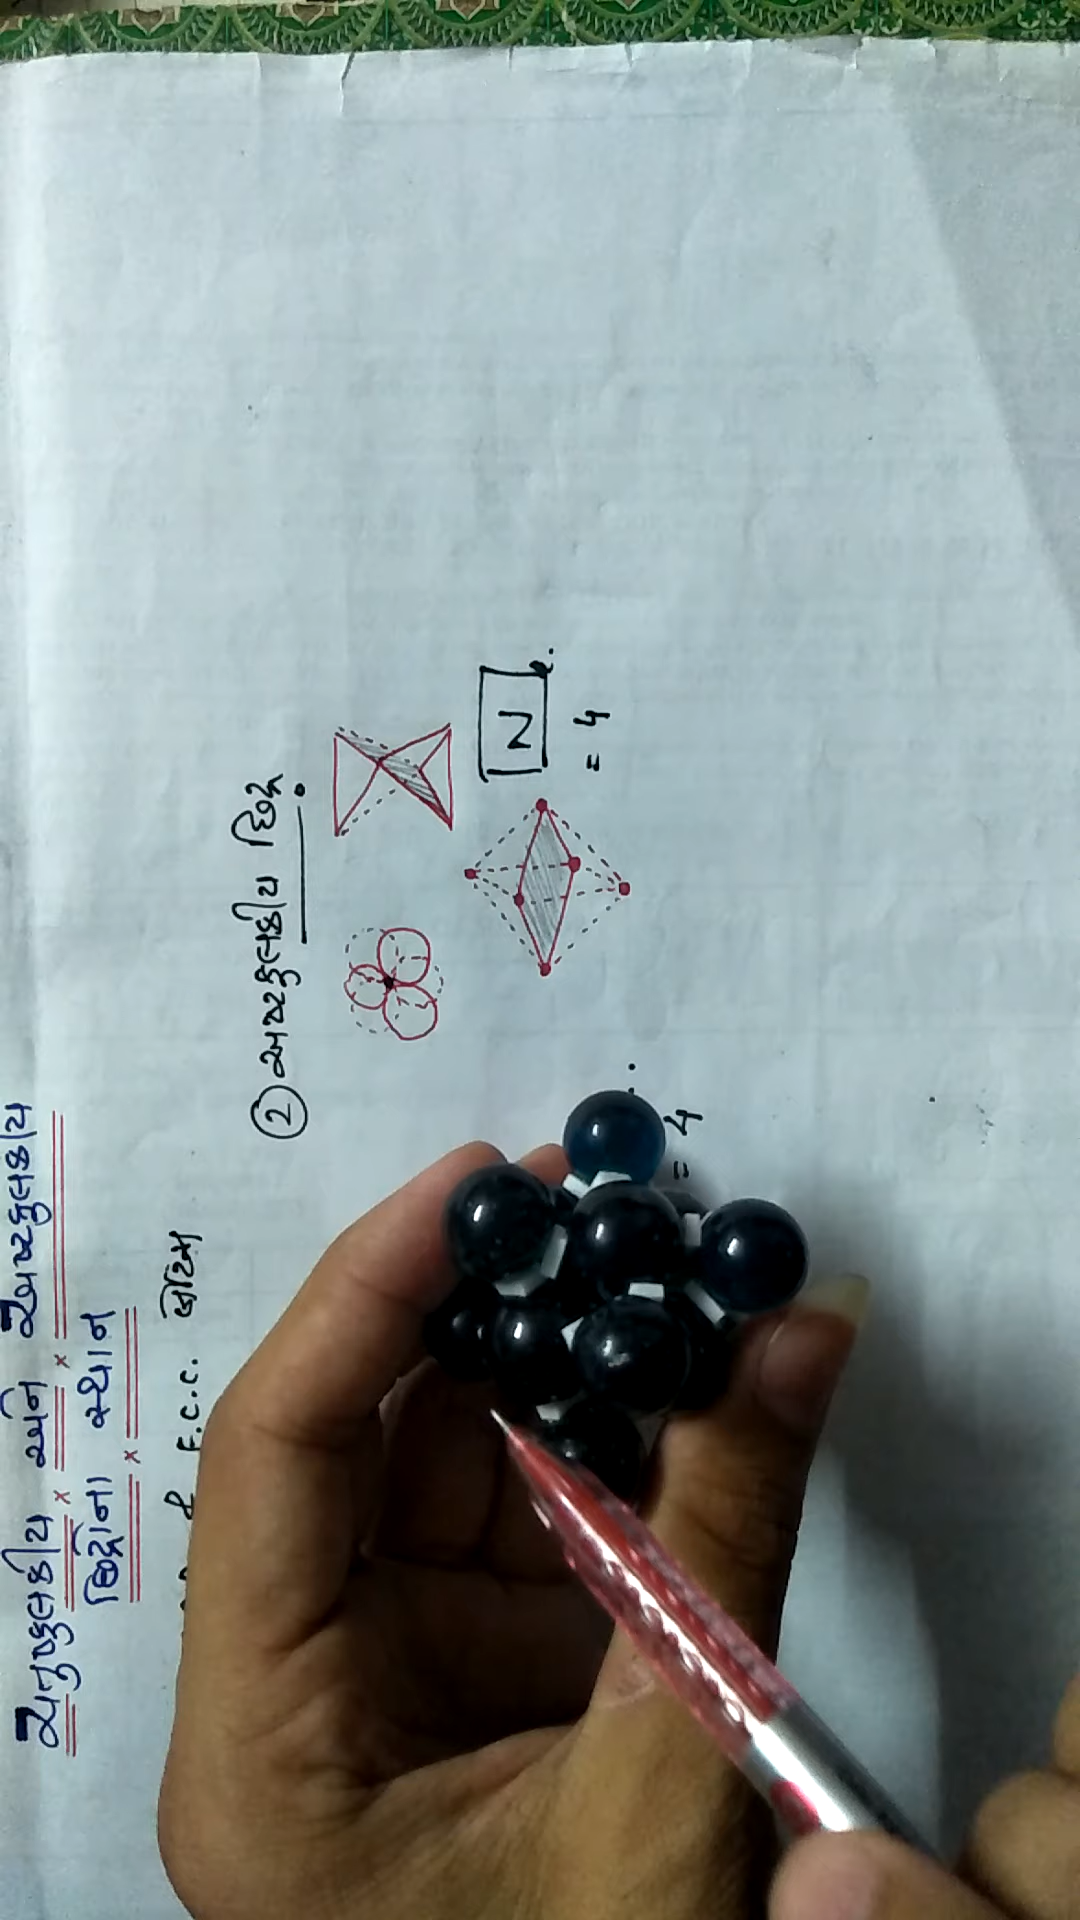 ચતુષ્ફલકીય અને અષ્ટફલકીય
છિદ્રોના સ્થાન
F.C.C.
② અષ્ટફલકીય છિદ્ર
N
= 4
= 4